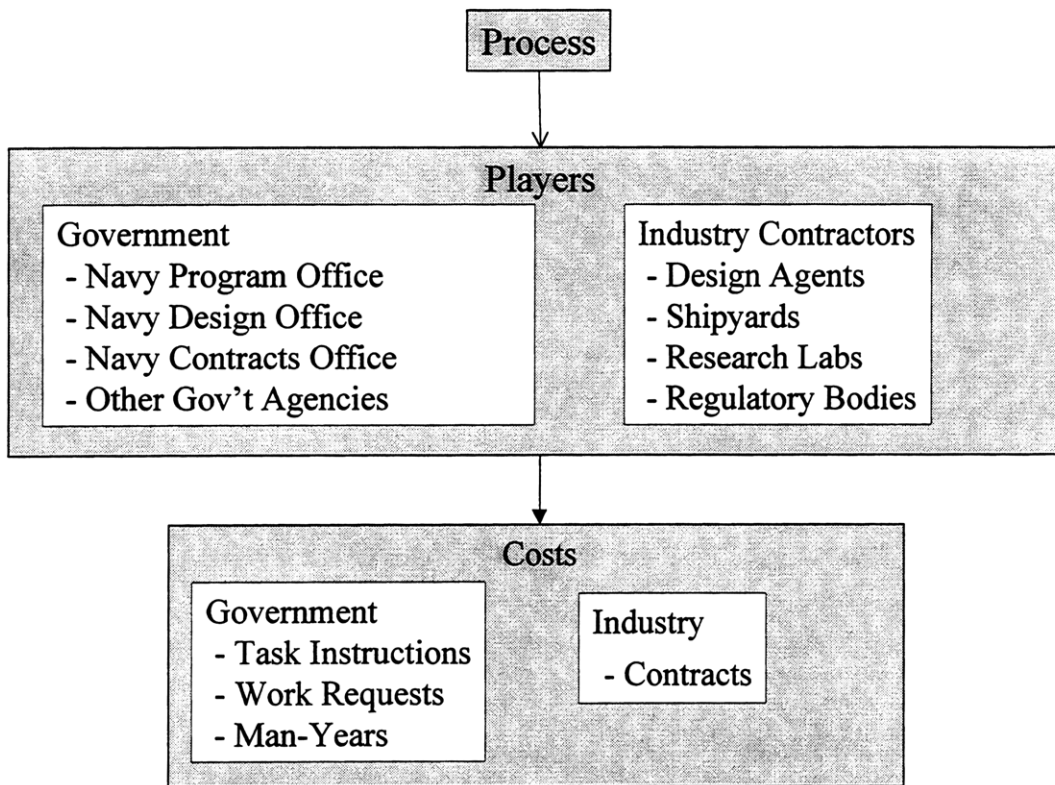 Process
Players
Government
- Navy Program Office
- Navy Design Office
- Navy Contracts Office
- Other Gov’t Agencies
Industry Contractors
- Design Agents
- Shipyards
- Research Labs
- Regulatory Bodies
Costs
Government
- Task Instructions
- Work Requests
- Man-Years
Industry
- Contracts